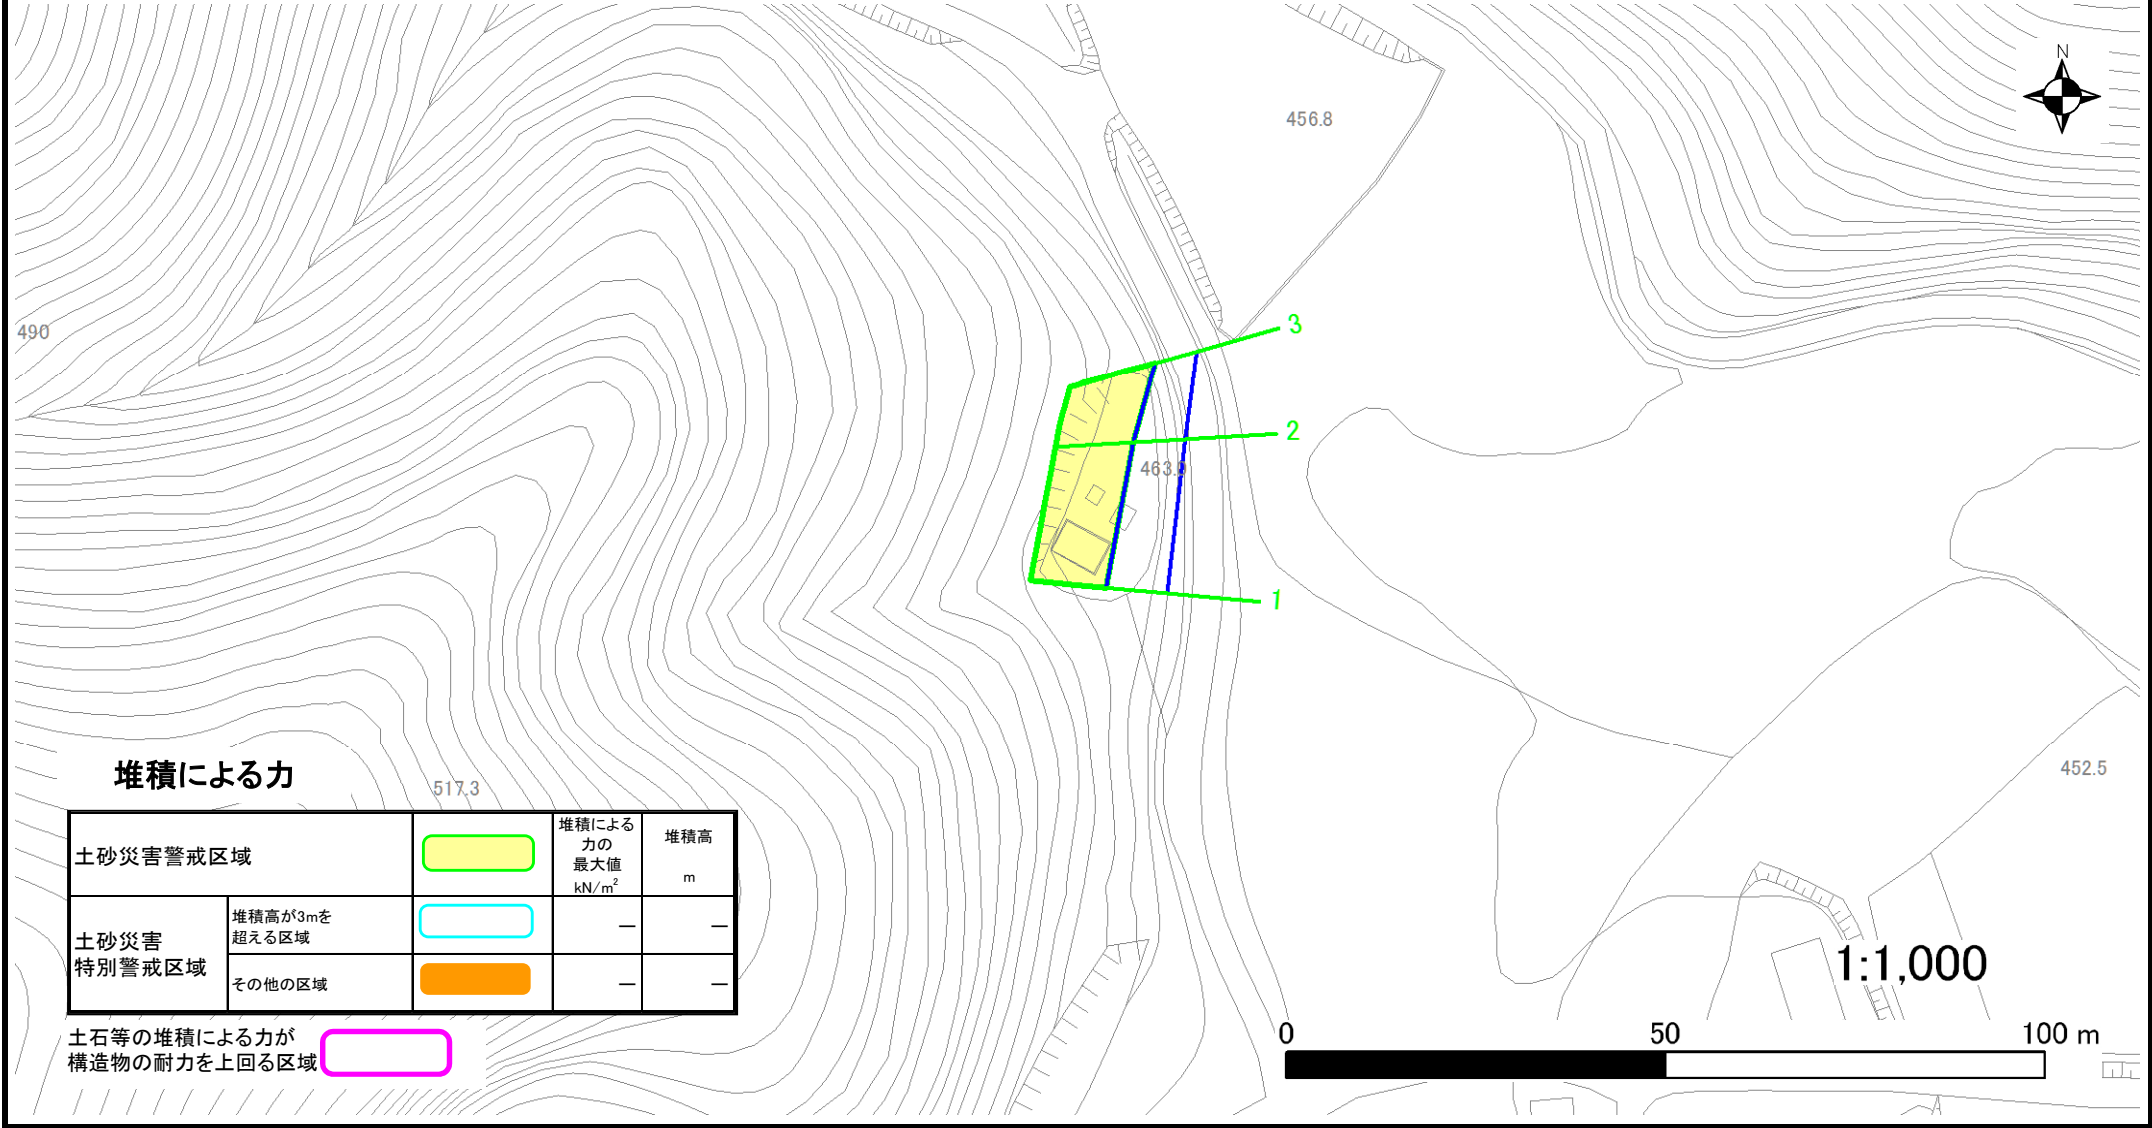 N
456.8
490
3
2
463.
1
517.3
452.5
堆積による力
土砂災害警戒区域
堆積による
力の
最大値
kN/m²
堆積高
m
土砂災害
特別警戒区域
堆積高が3mを
超える区域
― ―
その他の区域
― ―
土石等の堆積による力が
構造物の耐力を上回る区域
1:1,000
0 50 100 m